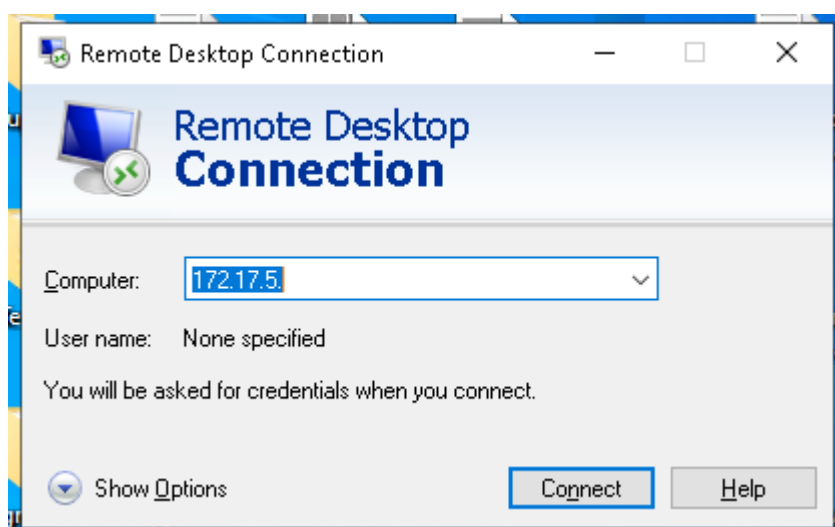 Remote Desktop Connection
Remote Desktop
Connection
Computer: 172.17.5.
User name: None specified
You will be asked for credentials when you connect.
Show Options Connect Help